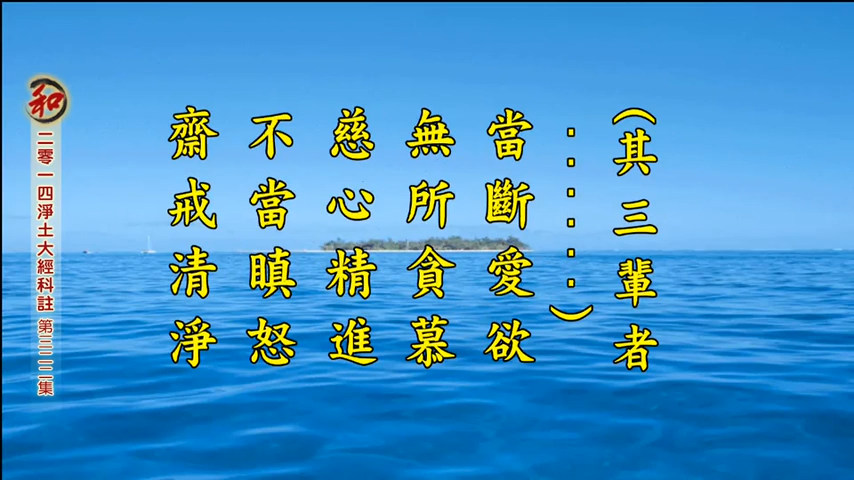 (其三輩者
……)
當斷愛欲
無所貪慕
慈心精進
不當瞋怒
齋戒清淨
和
二零一四淨土大經科註 第三二二集